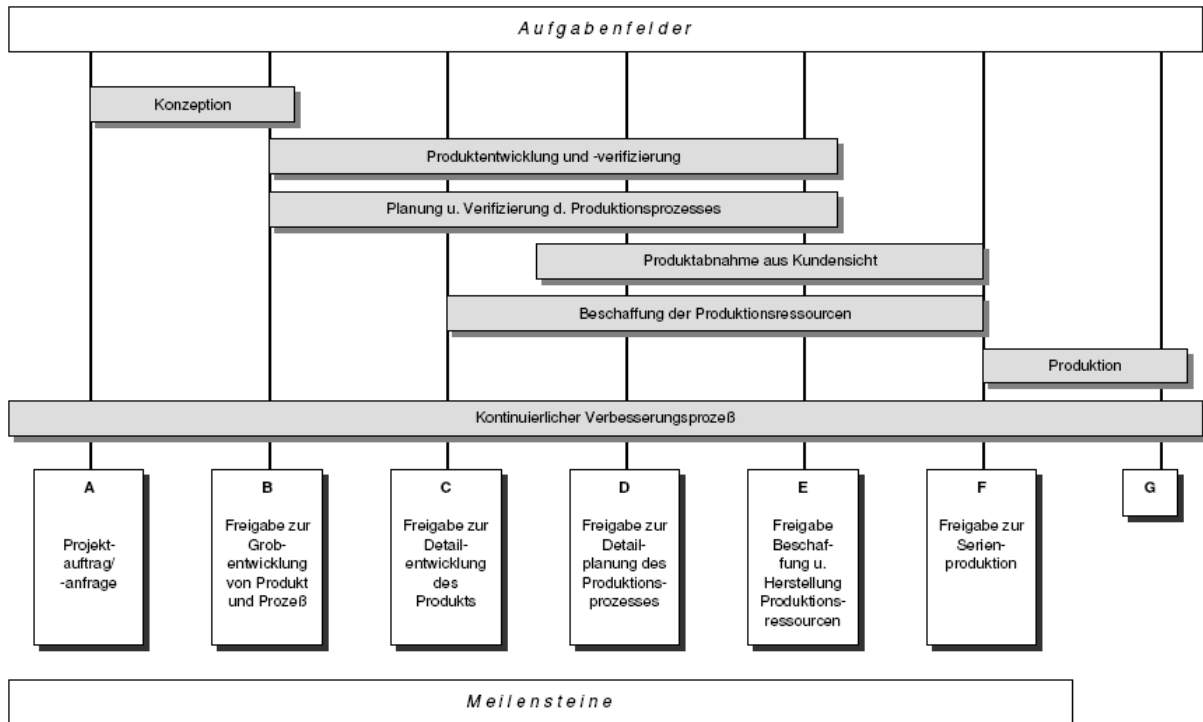 Aufgabenfelder
Konzeption
Produktentwicklung und -verifizierung
Planung u. Verifizierung d. Produktionsprozesses
Produktabnahme aus Kundensicht
Beschaffung der Produktionsressourcen
Produktion
Kontinuierlicher Verbesserungsprozeß
A
Projekt-
auftrag/
-anfrage
B
Freigabe zur
Grob-
entwicklung
von Produkt
und Prozeß
C
Freigabe zur
Detail-
entwicklung
des
Produkts
D
Freigabe zur
Detail-
planung des
Produktions-
prozesses
E
Freigabe
Beschaf-
fung u.
Herstellung
Produktions-
ressourcen
F
Freigabe zur
Serien-
produktion
G
Meilensteine